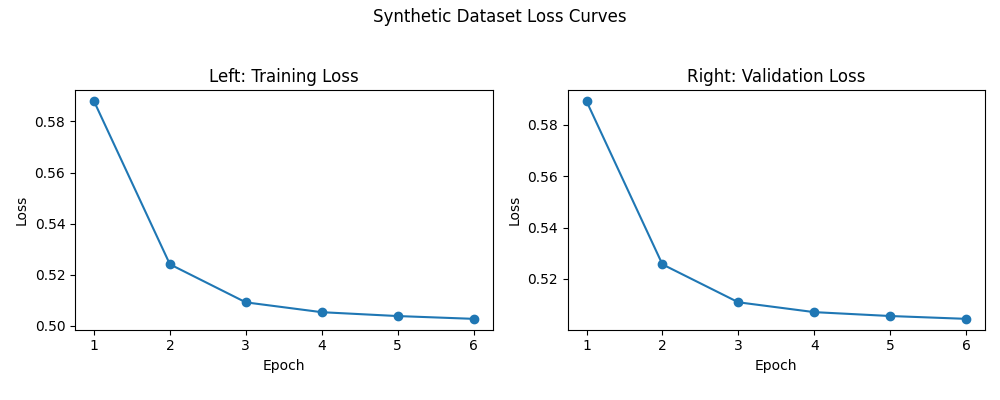 Synthetic Dataset Loss Curves
Left: Training Loss
0.58
0.56
0.54
0.52
0.50
Loss
1 2 3 4 5 6
Epoch
Right: Validation Loss
0.58
0.56
0.54
0.52
Loss
1 2 3 4 5 6
Epoch